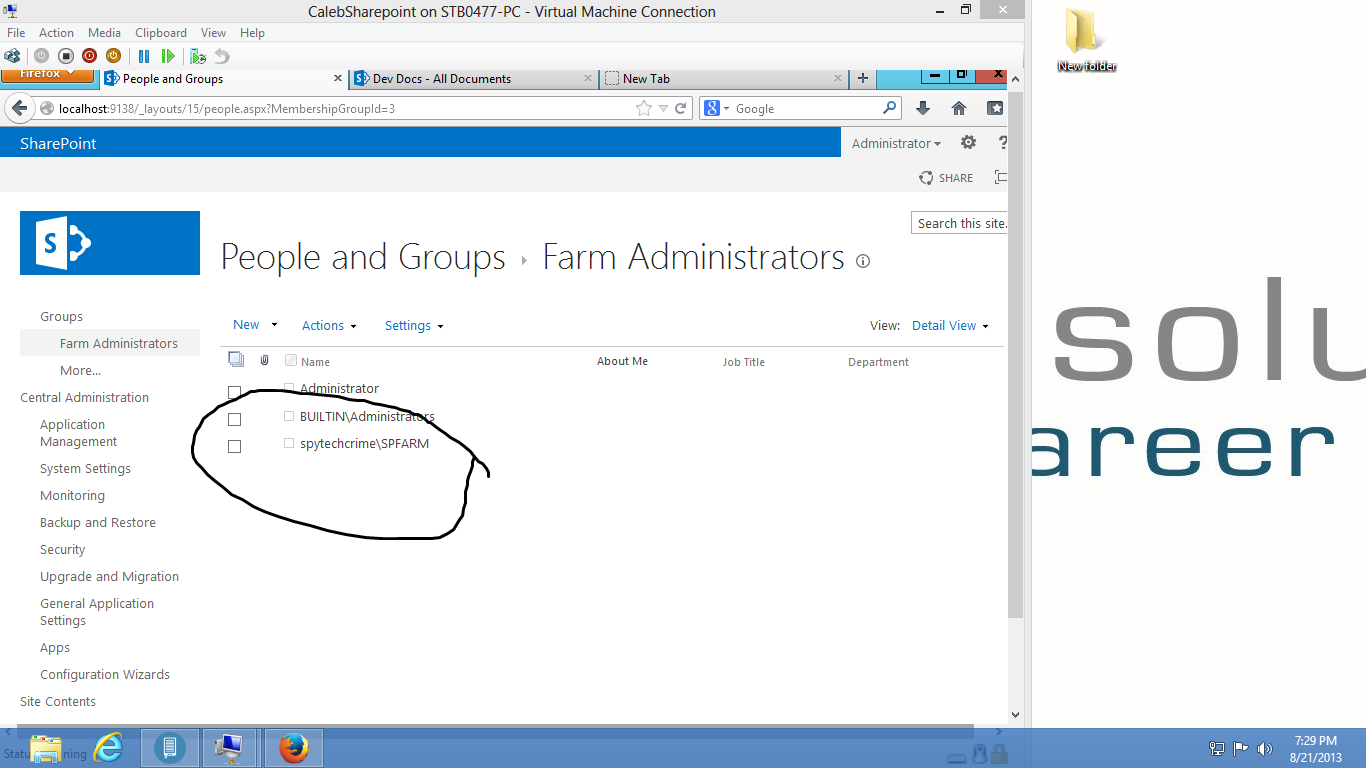 CalebSharepoint on STB0477-PC - Virtual Machine Connection
File Action Media Clipboard View Help
Firefox People and Groups Dev Docs - All Documents New Tab
localhost:9138/_layouts/15/people.aspx?MembershipGroupId=3 Google
SharePoint Administrator ?
SHARE
S Search this site.
People and Groups Farm Administrators
Groups
Farm Administrators
More...
Central Administration
Application
Management
System Settings
Monitoring
Backup and Restore
Security
Upgrade and Migration
General Application
Settings
Apps
Configuration Wizards
Site Contents
New Actions Settings View: Detail View
Name About Me Job Title Department
Administrator
BUILTIN\Administrators
spytechcrime\SPFARM
New folder
solu
areer
7:29 PM
8/21/2013